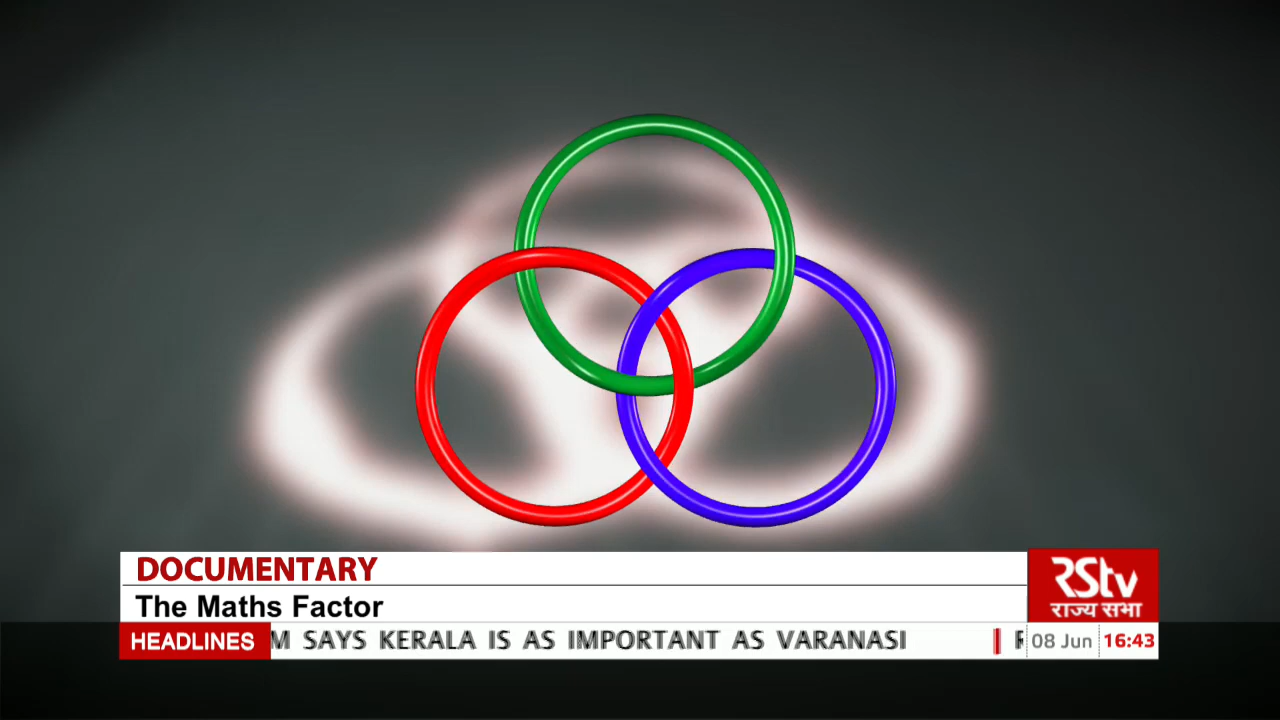 DOCUMENTARY
The Maths Factor
RStv
राज्य सभा
HEADLINES
M SAYS KERALA IS AS IMPORTANT AS VARANASI
08 Jun
16:43